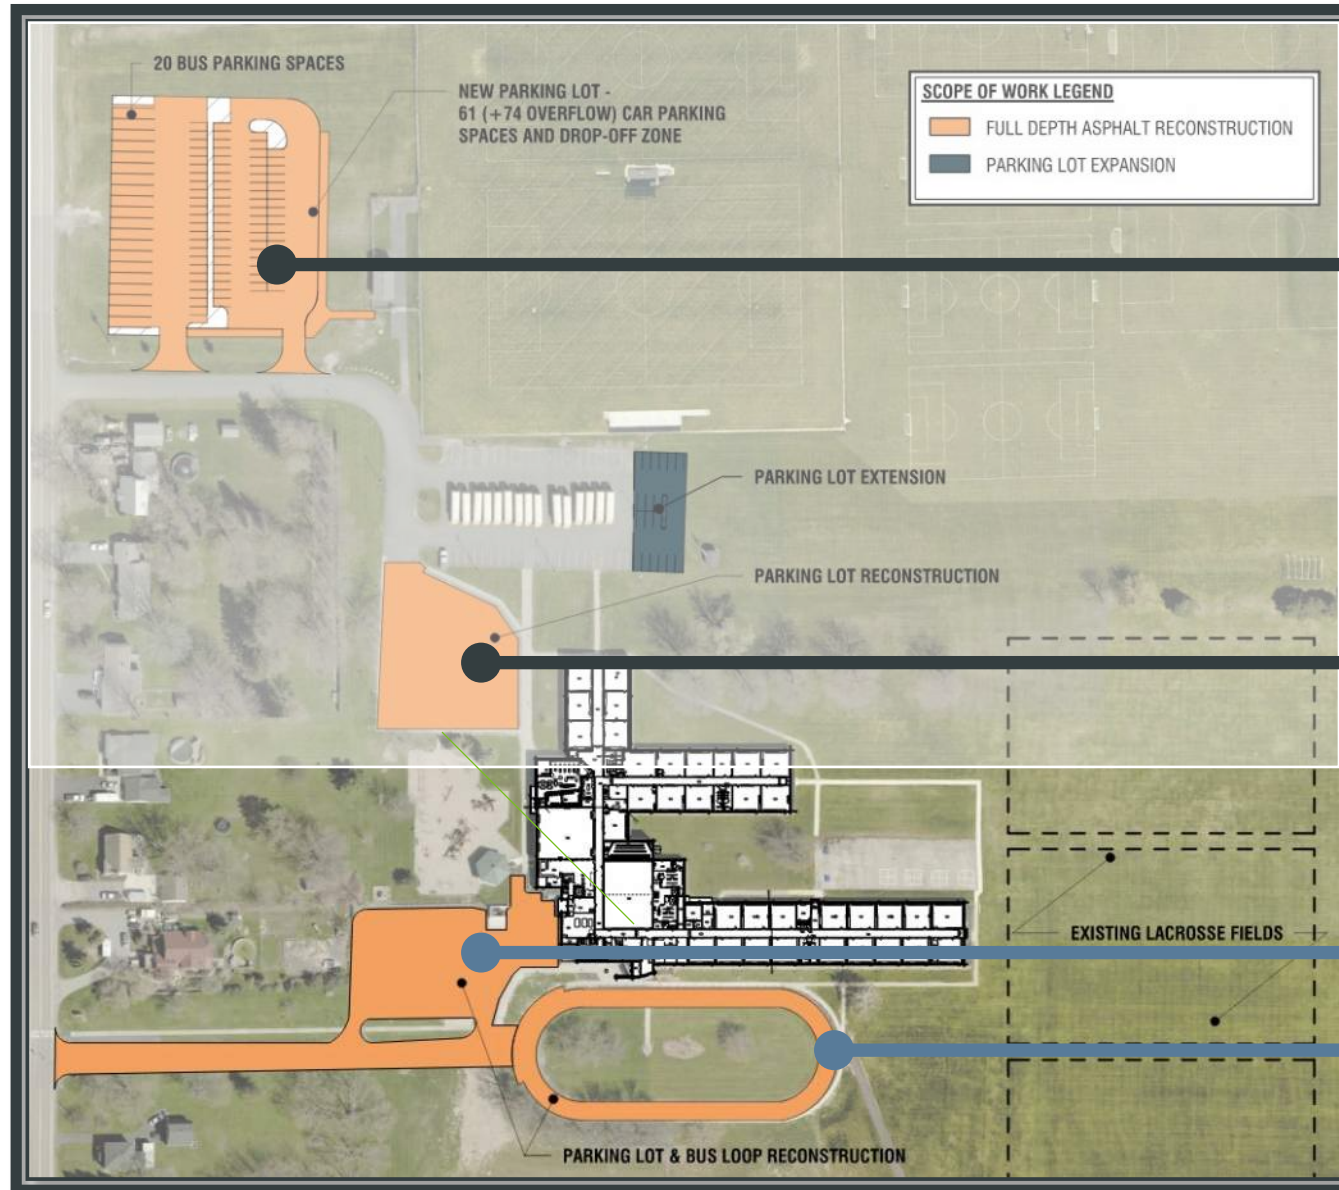 20 BUS PARKING SPACES
NEW PARKING LOT -
61 (+74 OVERFLOW) CAR PARKING
SPACES AND DROP-OFF ZONE
SCOPE OF WORK LEGEND
FULL DEPTH ASPHALT RECONSTRUCTION
PARKING LOT EXPANSION
PARKING LOT EXTENSION
PARKING LOT RECONSTRUCTION
EXISTING LACROSSE FIELDS
PARKING LOT & BUS LOOP RECONSTRUCTION